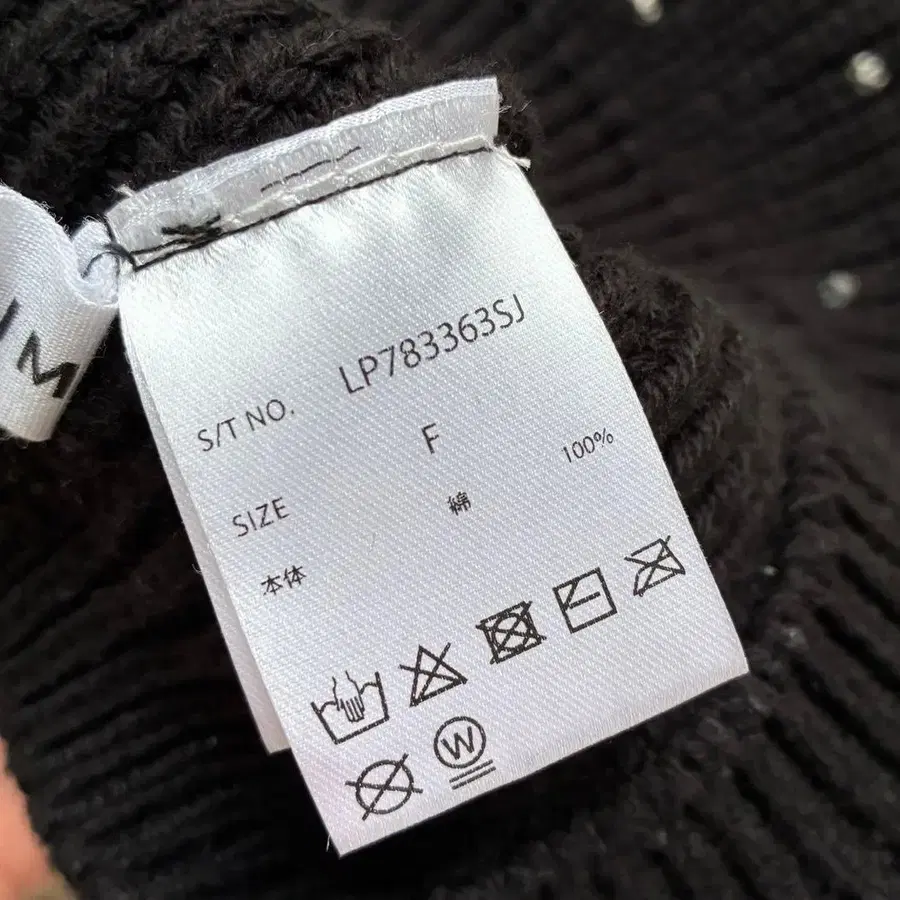 S/T NO. LP783363SJ
SIZE F
本体 綿 100%
W
M